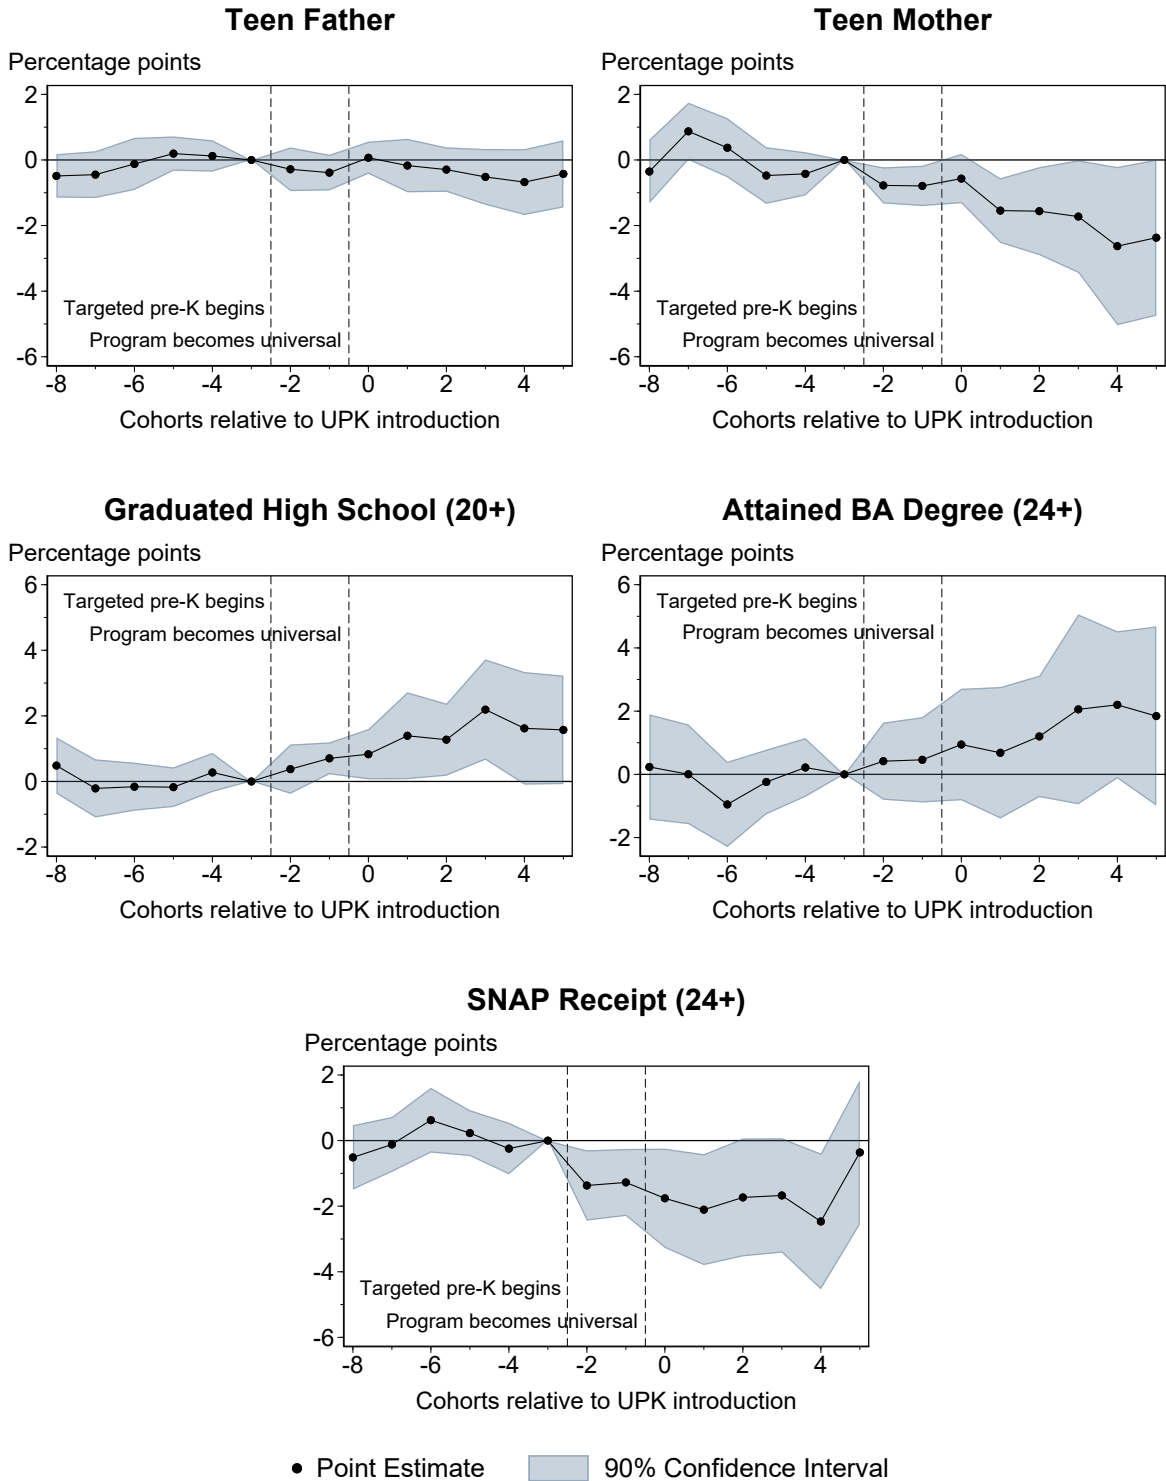 Teen Father
Percentage points
2
0
-2
-4
-6
Targeted pre-K begins
Program becomes universal
-8 -6 -4 -2 0 2 4
Cohorts relative to UPK introduction
Teen Mother
Percentage points
2
0
-2
-4
-6
Targeted pre-K begins
Program becomes universal
-8 -6 -4 -2 0 2 4
Cohorts relative to UPK introduction
Graduated High School (20+)
Percentage points
6
4
2
0
-2
Targeted pre-K begins
Program becomes universal
-8 -6 -4 -2 0 2 4
Cohorts relative to UPK introduction
Attained BA Degree (24+)
Percentage points
6
4
2
0
-2
Targeted pre-K begins
Program becomes universal
-8 -6 -4 -2 0 2 4
Cohorts relative to UPK introduction
SNAP Receipt (24+)
Percentage points
2
0
-2
-4
-6
Targeted pre-K begins
Program becomes universal
-8 -6 -4 -2 0 2 4
Cohorts relative to UPK introduction
Point Estimate 90% Confidence Interval